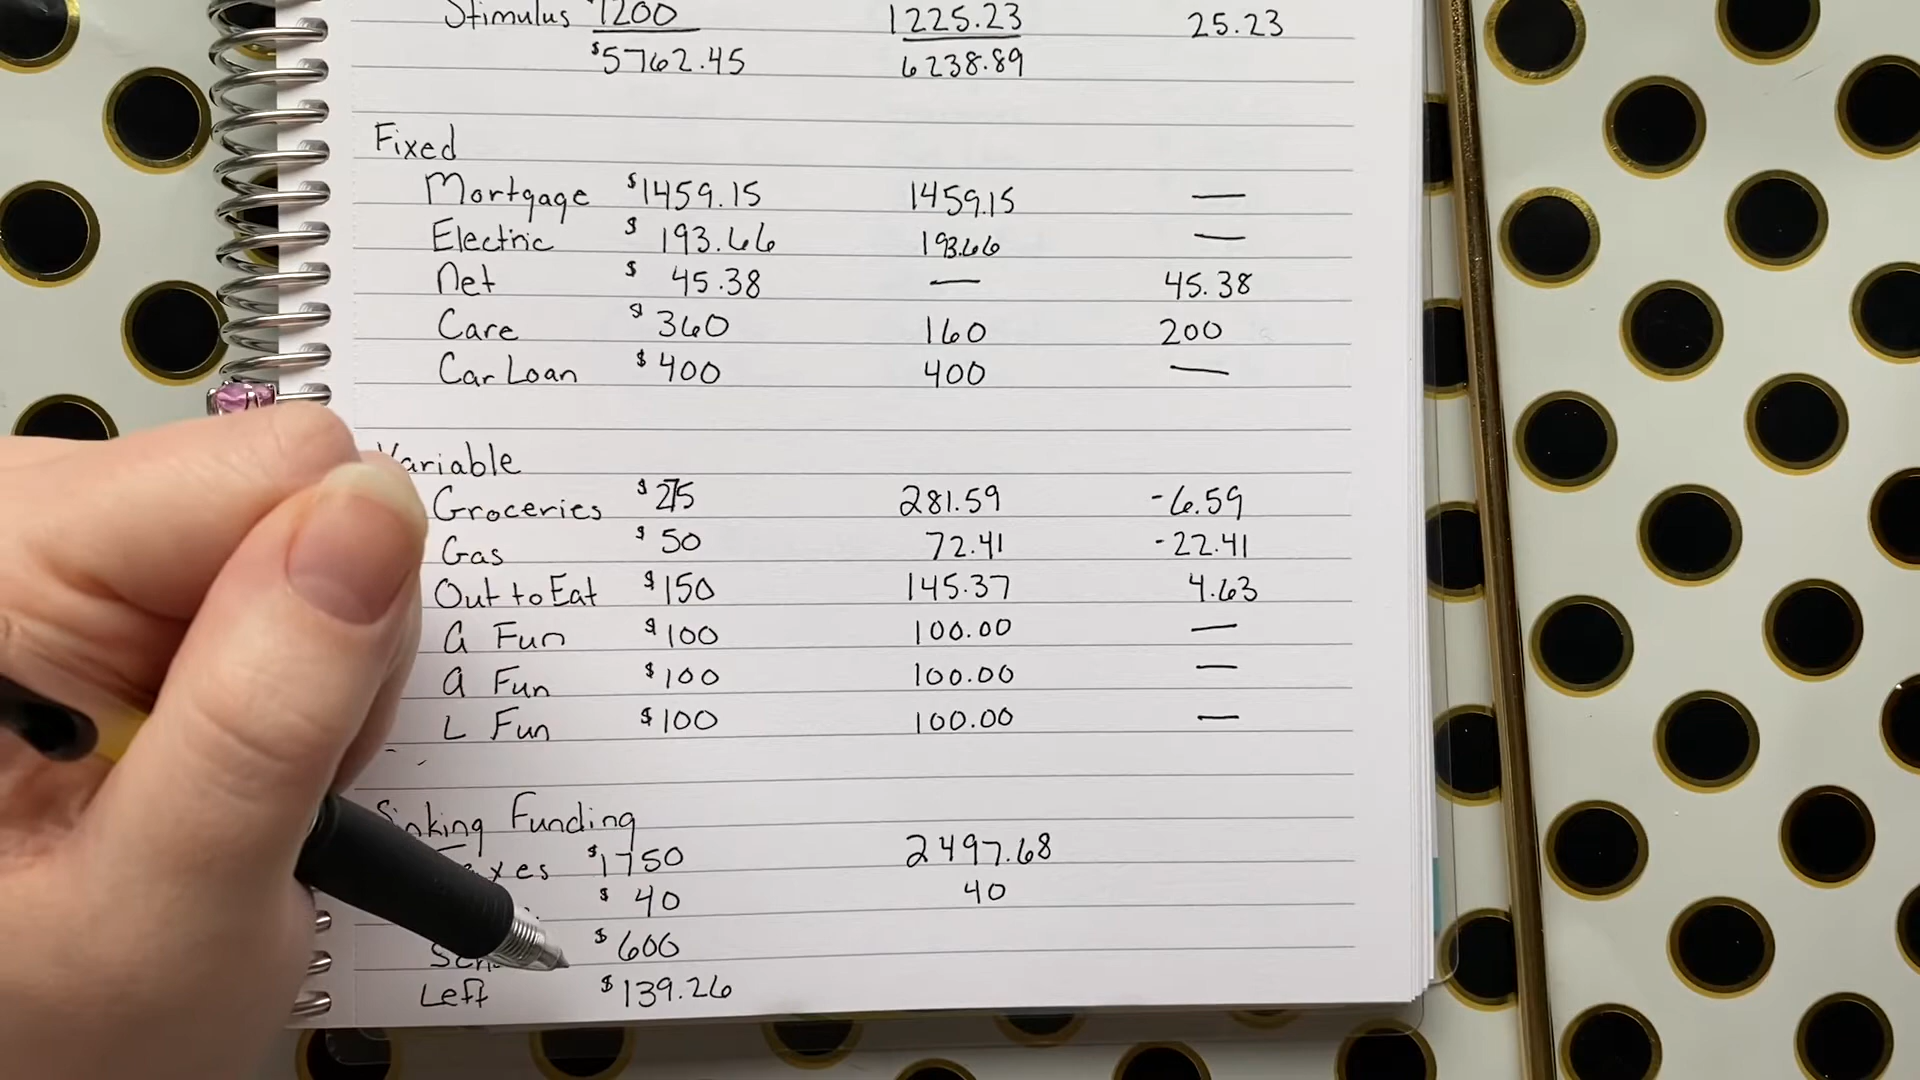 Stimulus $1200 1225.23 25.23
$5762.45 6238.89
Fixed
Mortgage $1459.15 1459.15 —
Electric $193.66 193.66 —
Net $45.38 — 45.38
Care $360 160 200
Car Loan $400 400 —
Variable
Groceries $275 281.59 -6.59
Gas $50 72.41 -22.41
Out to Eat $150 145.37 4.63
A Fun $100 100.00 —
A Fun $100 100.00 —
L Fun $100 100.00 —
Sinking Funding
$1750 2497.68
$40 40
$600
Left $139.26